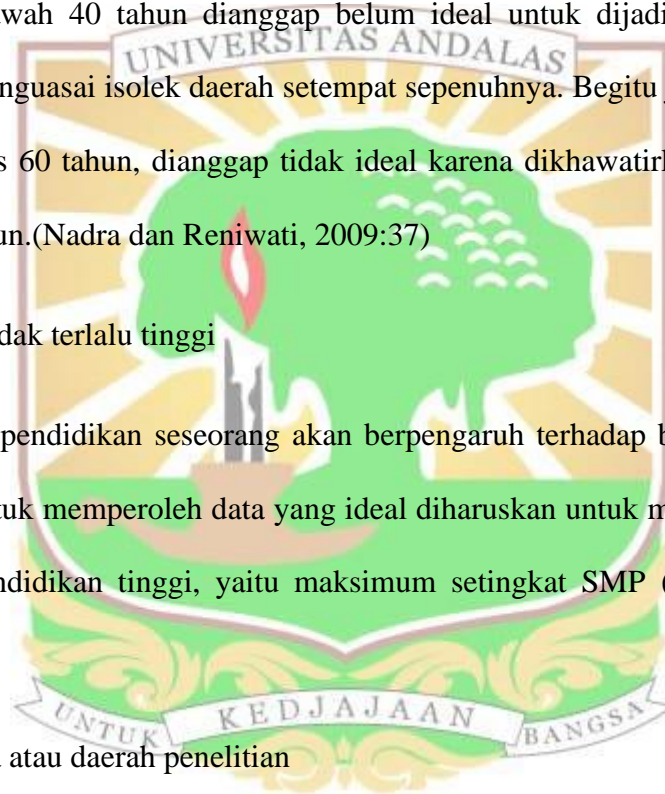 awah 40 tahun dianggap belum ideal untuk dijadi
UNIVERSITAS ANDALAS
nguasai isolek daerah setempat sepenuhnya. Begitu
s 60 tahun, dianggap tidak ideal karena dikhawatirk
un.(Nadra dan Reniwati, 2009:37)
dak terlalu tinggi
pendidikan seseorang akan berpengaruh terhadap b
tuk memperoleh data yang ideal diharuskan untuk m
ndidikan tinggi, yaitu maksimum setingkat SMP (
UNTUK KEDJAJAAN BANGSA
atau daerah penelitian